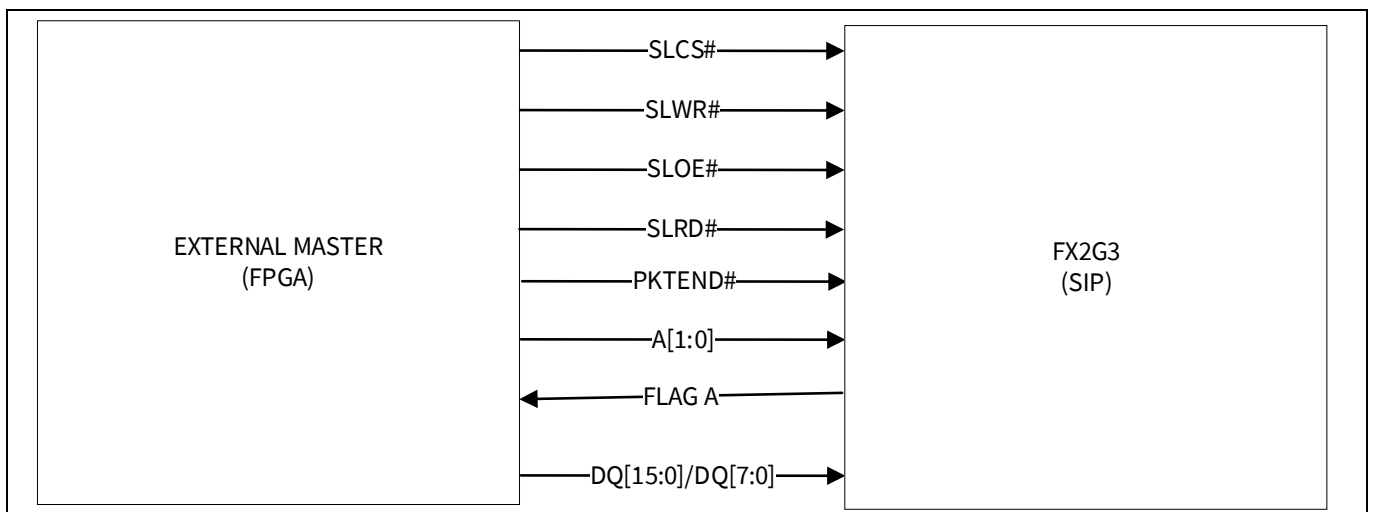 SLCS#
SLWR#
SLOE#
SLRD#
EXTERNAL MASTER
(FPGA)
FX2G3
(SIP)
PKTEND#
A[1:0]
FLAG A
DQ[15:0]/DQ[7:0]